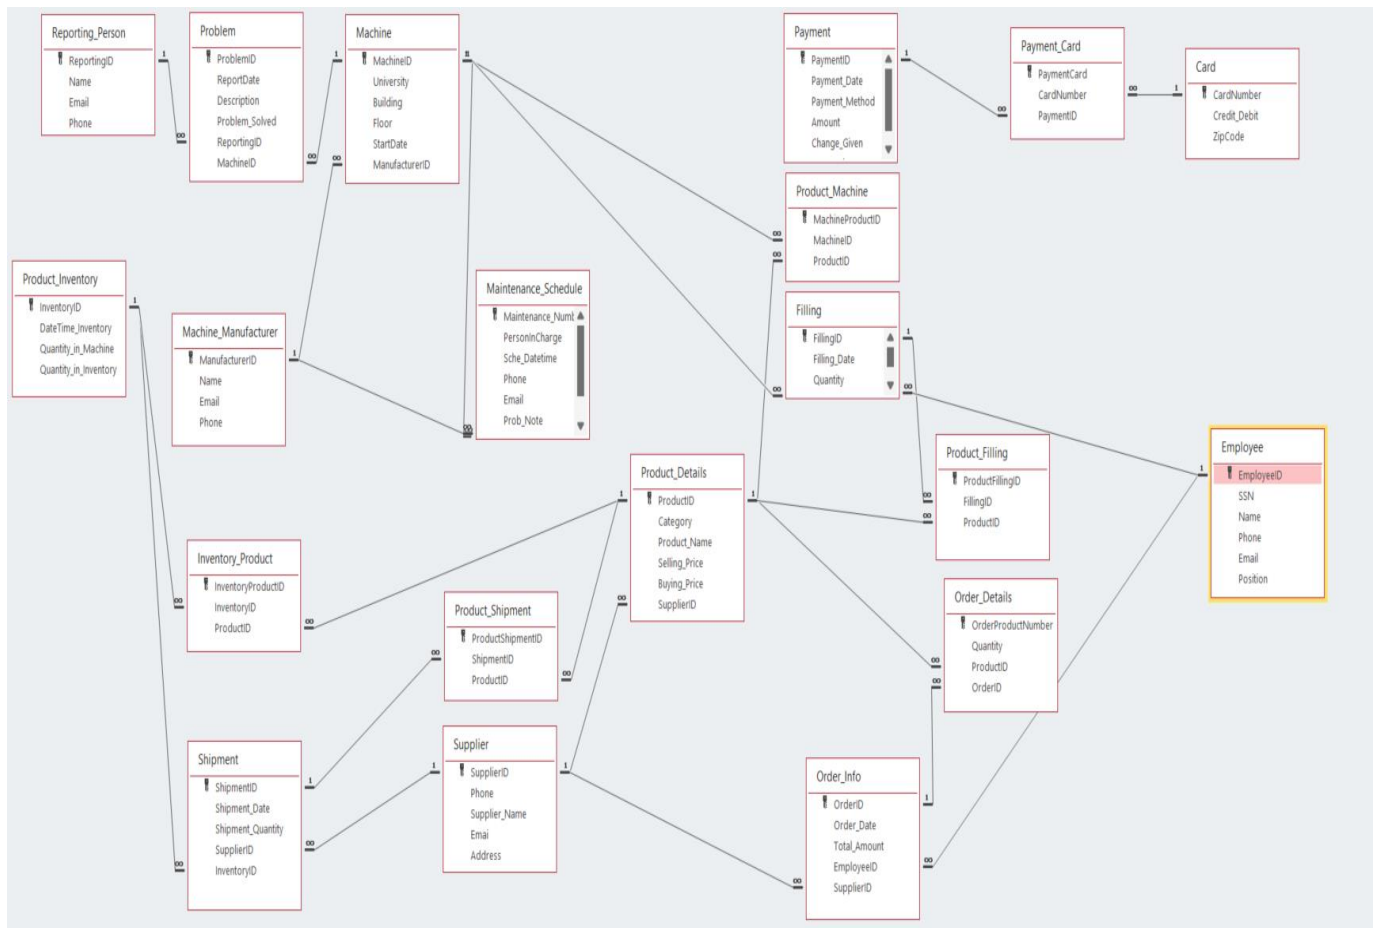 Reporting_Person
ReportingID
Name
Email
Phone
Problem
ProblemID
ReportDate
Description
Problem_Solved
ReportingID
MachineID
Machine
MachineID
University
Building
Floor
StartDate
ManufacturerID
Payment
PaymentID
Payment_Date
Payment_Method
Amount
Change_Given
Payment_Card
PaymentCard
CardNumber
PaymentID
Card
CardNumber
Credit_Debit
ZipCode
Product_Machine
MachineProductID
MachineID
ProductID
Product_Inventory
InventoryID
DateTime_Inventory
Quantity_in_Machine
Quantity_in_Inventory
Machine_Manufacturer
ManufacturerID
Name
Email
Phone
Maintenance_Schedule
Maintenance_Numb
PersonInCharge
Sche_Datetime
Phone
Email
Prob_Note
Filling
FillingID
Filling_Date
Quantity
Employee
EmployeeID
SSN
Name
Phone
Email
Position
Product_Details
ProductID
Category
Product_Name
Selling_Price
Buying_Price
SupplierID
Product_Filling
ProductFillingID
FillingID
ProductID
Inventory_Product
InventoryProductID
InventoryID
ProductID
Product_Shipment
ProductShipmentID
ShipmentID
ProductID
Order_Details
OrderProductNumber
Quantity
ProductID
OrderID
Shipment
ShipmentID
Shipment_Date
Shipment_Quantity
SupplierID
InventoryID
Supplier
SupplierID
Phone
Supplier_Name
Emai
Address
Order_Info
OrderID
Order_Date
Total_Amount
EmployeeID
SupplierID